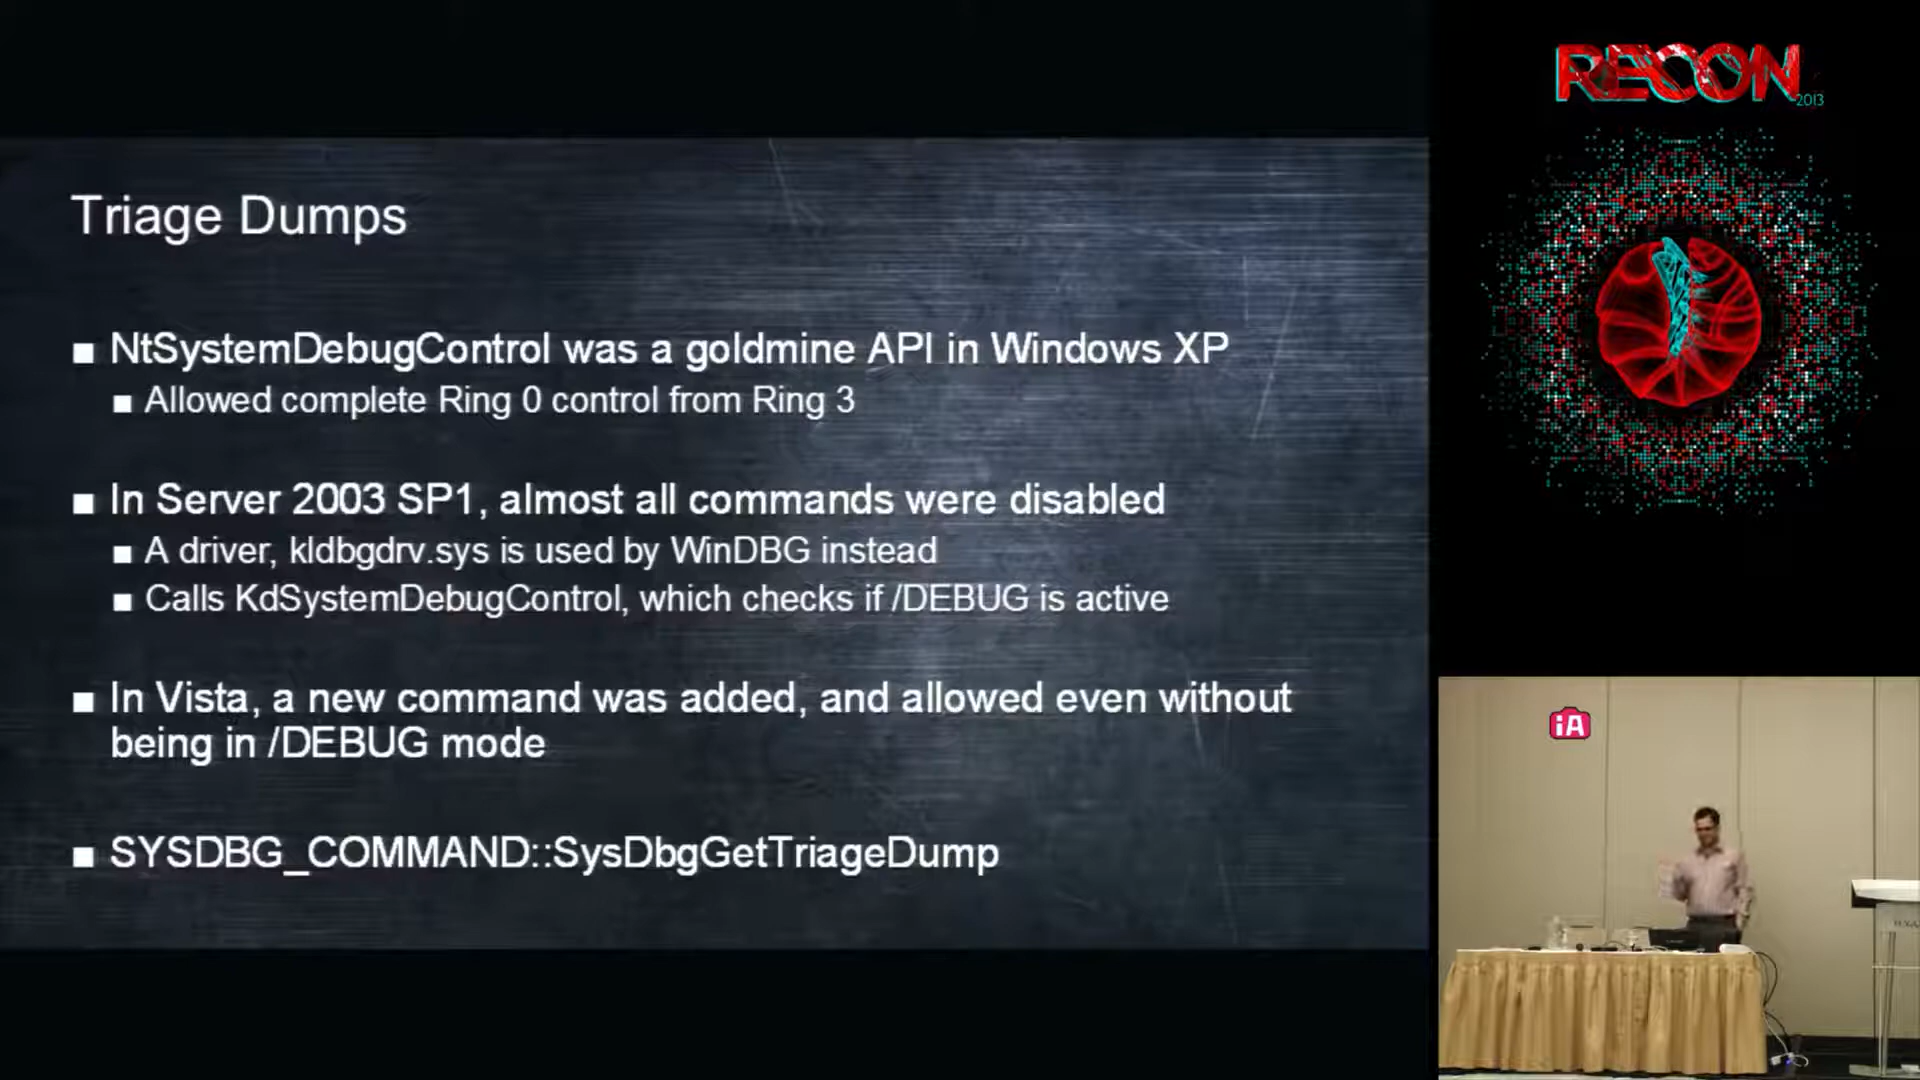 RECON
2013
Triage Dumps
NtSystemDebugControl was a goldmine API in Windows XP
Allowed complete Ring 0 control from Ring 3
In Server 2003 SP1, almost all commands were disabled
A driver, kldbgdrv.sys is used by WinDBG instead
Calls KdSystemDebugControl, which checks if /DEBUG is active
In Vista, a new command was added, and allowed even without
being in /DEBUG mode
SYSDBG_COMMAND::SysDbgGetTriageDump
iA